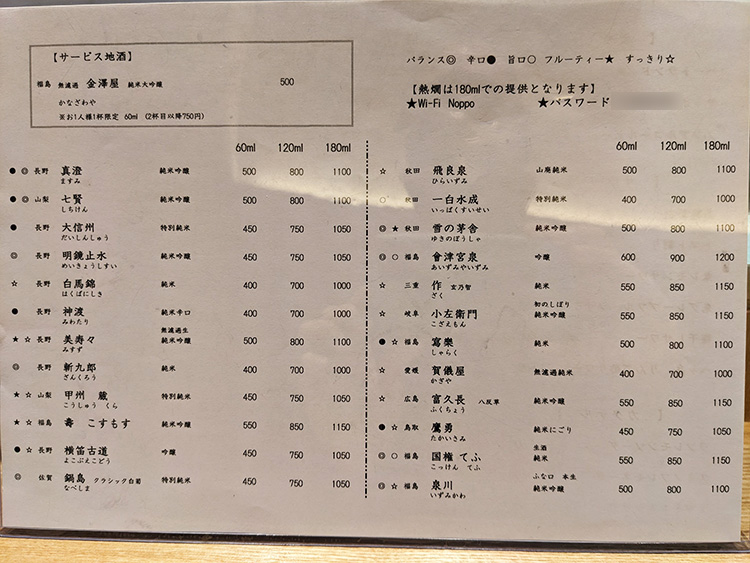 【サービス地酒】
福島 無濾過 金澤屋 純米大吟醸 500
かなざわや
※お1人様1杯限定 60ml (2杯目以降750円)
バランス◎ 辛口● 旨口○ フルーティー★ すっきり☆
【熱燗は180mlでの提供となります】
★Wi-Fi Noppo ★パスワード
60ml 120ml 180ml
● ◎ 長野 真澄 純米吟醸 500 800 1100
ますみ
● ◎ 山梨 七賢 純米吟醸 500 800 1100
しちけん
● 長野 大信州 特別純米 450 750 1050
だいしんしゅう
◎ 長野 明鏡止水 純米吟醸 450 750 1050
めいきょうしすい
☆ 長野 白馬錦 純米 400 700 1000
はくばにしき
● 長野 神渡 純米辛口 400 700 1000
みわたり
無濾過生
★ ☆ 長野 美寿々 純米吟醸 500 800 1100
みすず
◎ 長野 斬九郎 純米 400 700 1000
ざんくろう
★ ☆ 山梨 甲州 蔵 特別純米 450 750 1050
こうしゅう くら
★ ☆ 福島 壽 こすもす 純米吟醸 550 850 1150
● ☆ 長野 横笛古道 吟醸 450 750 1050
よこぶえこどう
◎ 佐賀 鍋島 クラシック白菊 特別純米 450 750 1050
なべしま
60ml 120ml 180ml
☆ 秋田 飛良泉 山廃純米 500 800 1100
ひらいずみ
○ 秋田 一白水成 特別純米 400 700 1000
いっぱくすいせい
◎ ★ 秋田 雪の茅舎 純米吟醸 500 800 1100
ゆきのぼうしゃ
◎ ○ 福島 會津宮泉 吟醸 600 900 1200
あいずみやいずみ
☆ 三重 作 玄乃智 純米 550 850 1150
ざく
初のしぼり
☆ 岐阜 小左衛門 純米吟醸 550 850 1150
こざえもん
● ☆ 福島 寫樂 純米 500 800 1100
しゃらく
☆ 愛媛 賀儀屋 無濾過純米 400 700 1000
かぎや
☆ 広島 富久長 八反草 純米吟醸 550 850 1150
ふくちょう
● ☆ 鳥取 鷹勇 純米にごり 450 750 1050
たかいさみ
生酒
◎ ○ 福島 国権 てふ 純米 550 850 1150
こっけん てふ
ふな口 本生
◎ ☆ 福島 泉川 純米吟醸 500 800 1100
いずみかわ